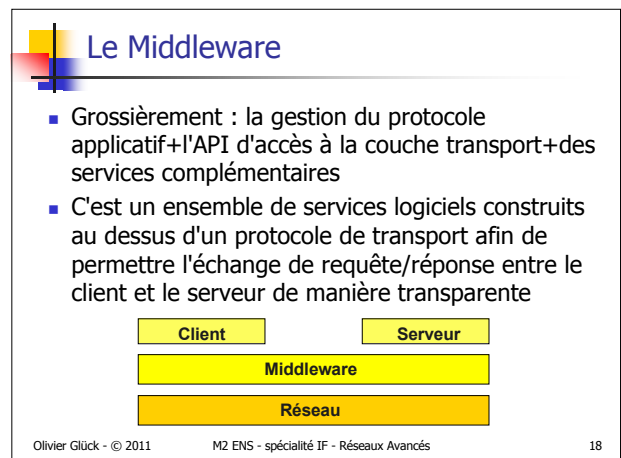 Le Middleware
Grossièrement : la gestion du protocole
applicatif+l'API d'accès à la couche transport+des
services complémentaires
C'est un ensemble de services logiciels construits
au dessus d'un protocole de transport afin de
permettre l'échange de requête/réponse entre le
client et le serveur de manière transparente
Client Serveur
Middleware
Réseau
Olivier Glück - © 2011 M2 ENS - spécialité IF - Réseaux Avancés 18